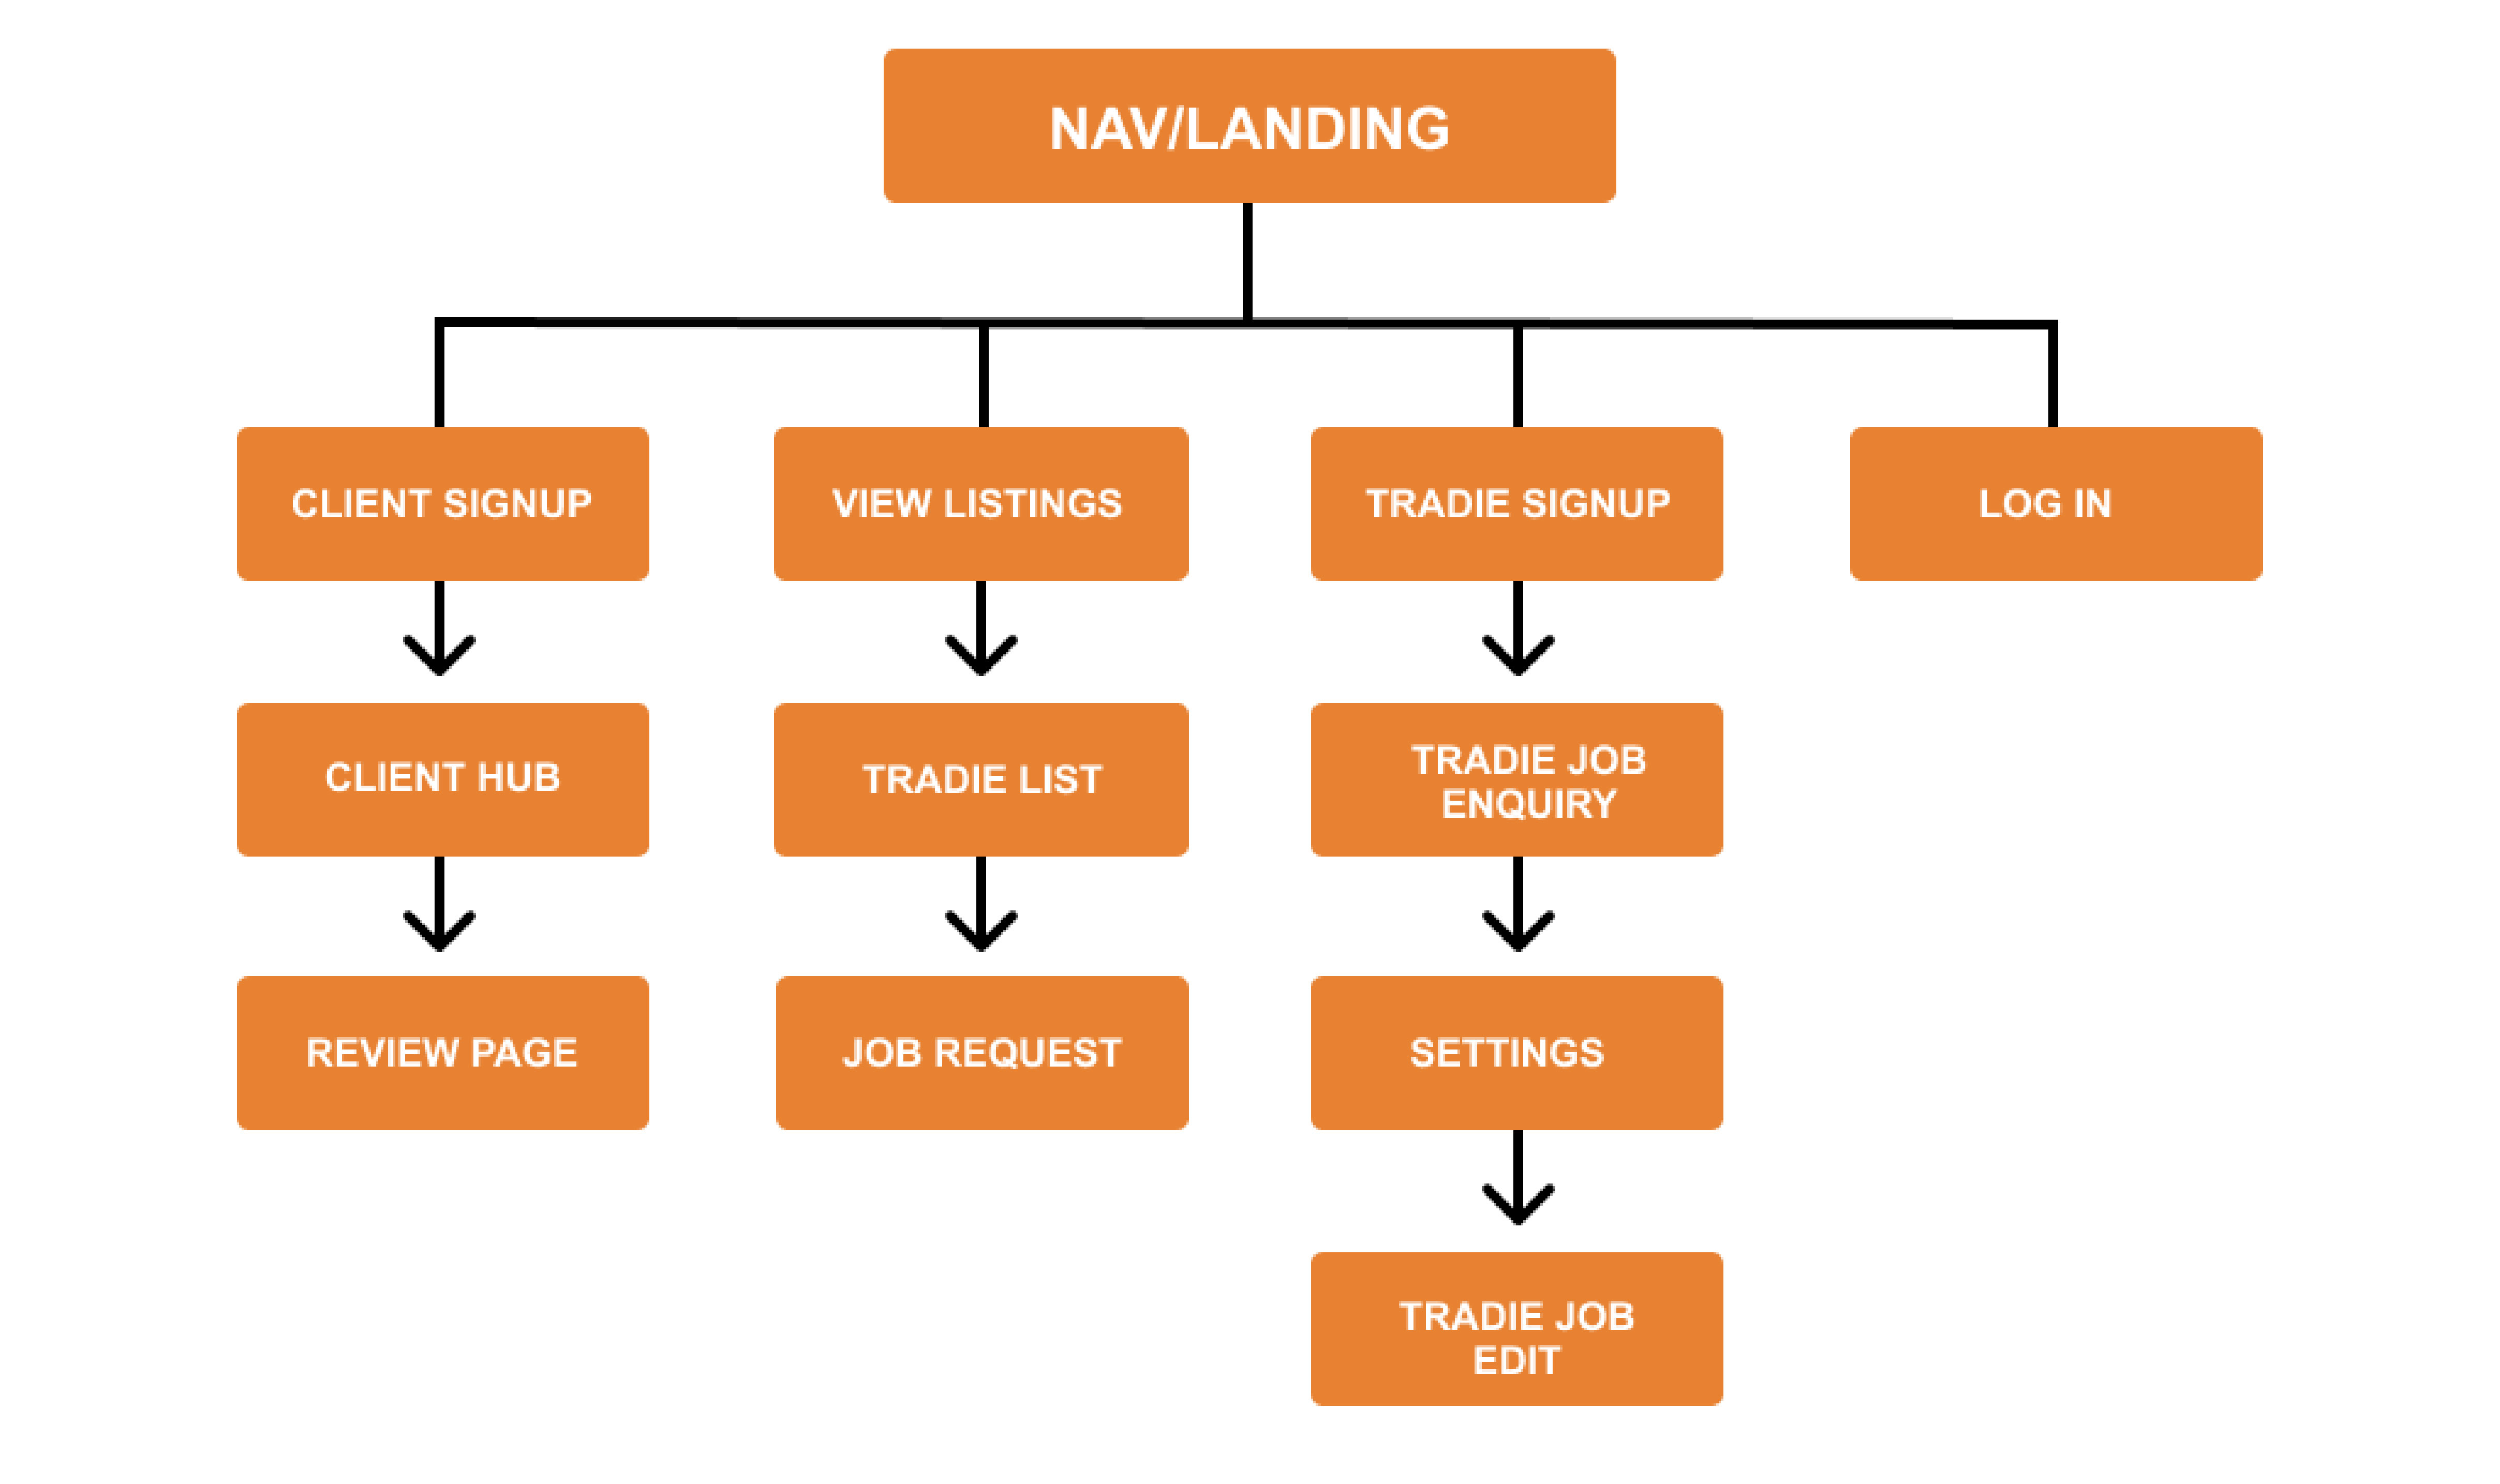 NAV/LANDING
CLIENT SIGNUP
VIEW LISTINGS
TRADIE SIGNUP
LOG IN
CLIENT HUB
TRADIE LIST
TRADIE JOB
ENQUIRY
REVIEW PAGE
JOB REQUEST
SETTINGS
TRADIE JOB
EDIT